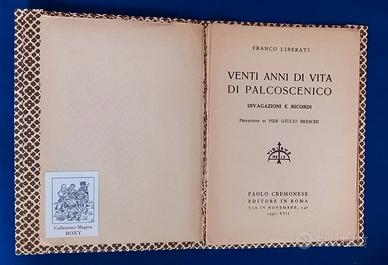 Collezione Magica
ROXY
FRANCO LIBERATI
VENTI ANNI DI VITA
DI PALCOSCENICO
DIVAGAZIONI E RICORDI
PREFAZIONE DI PIER GIULIO BRESCHI
PAOLO CREMONESE
EDITORE IN ROMA
VIA IV NOVEMBRE,
subito